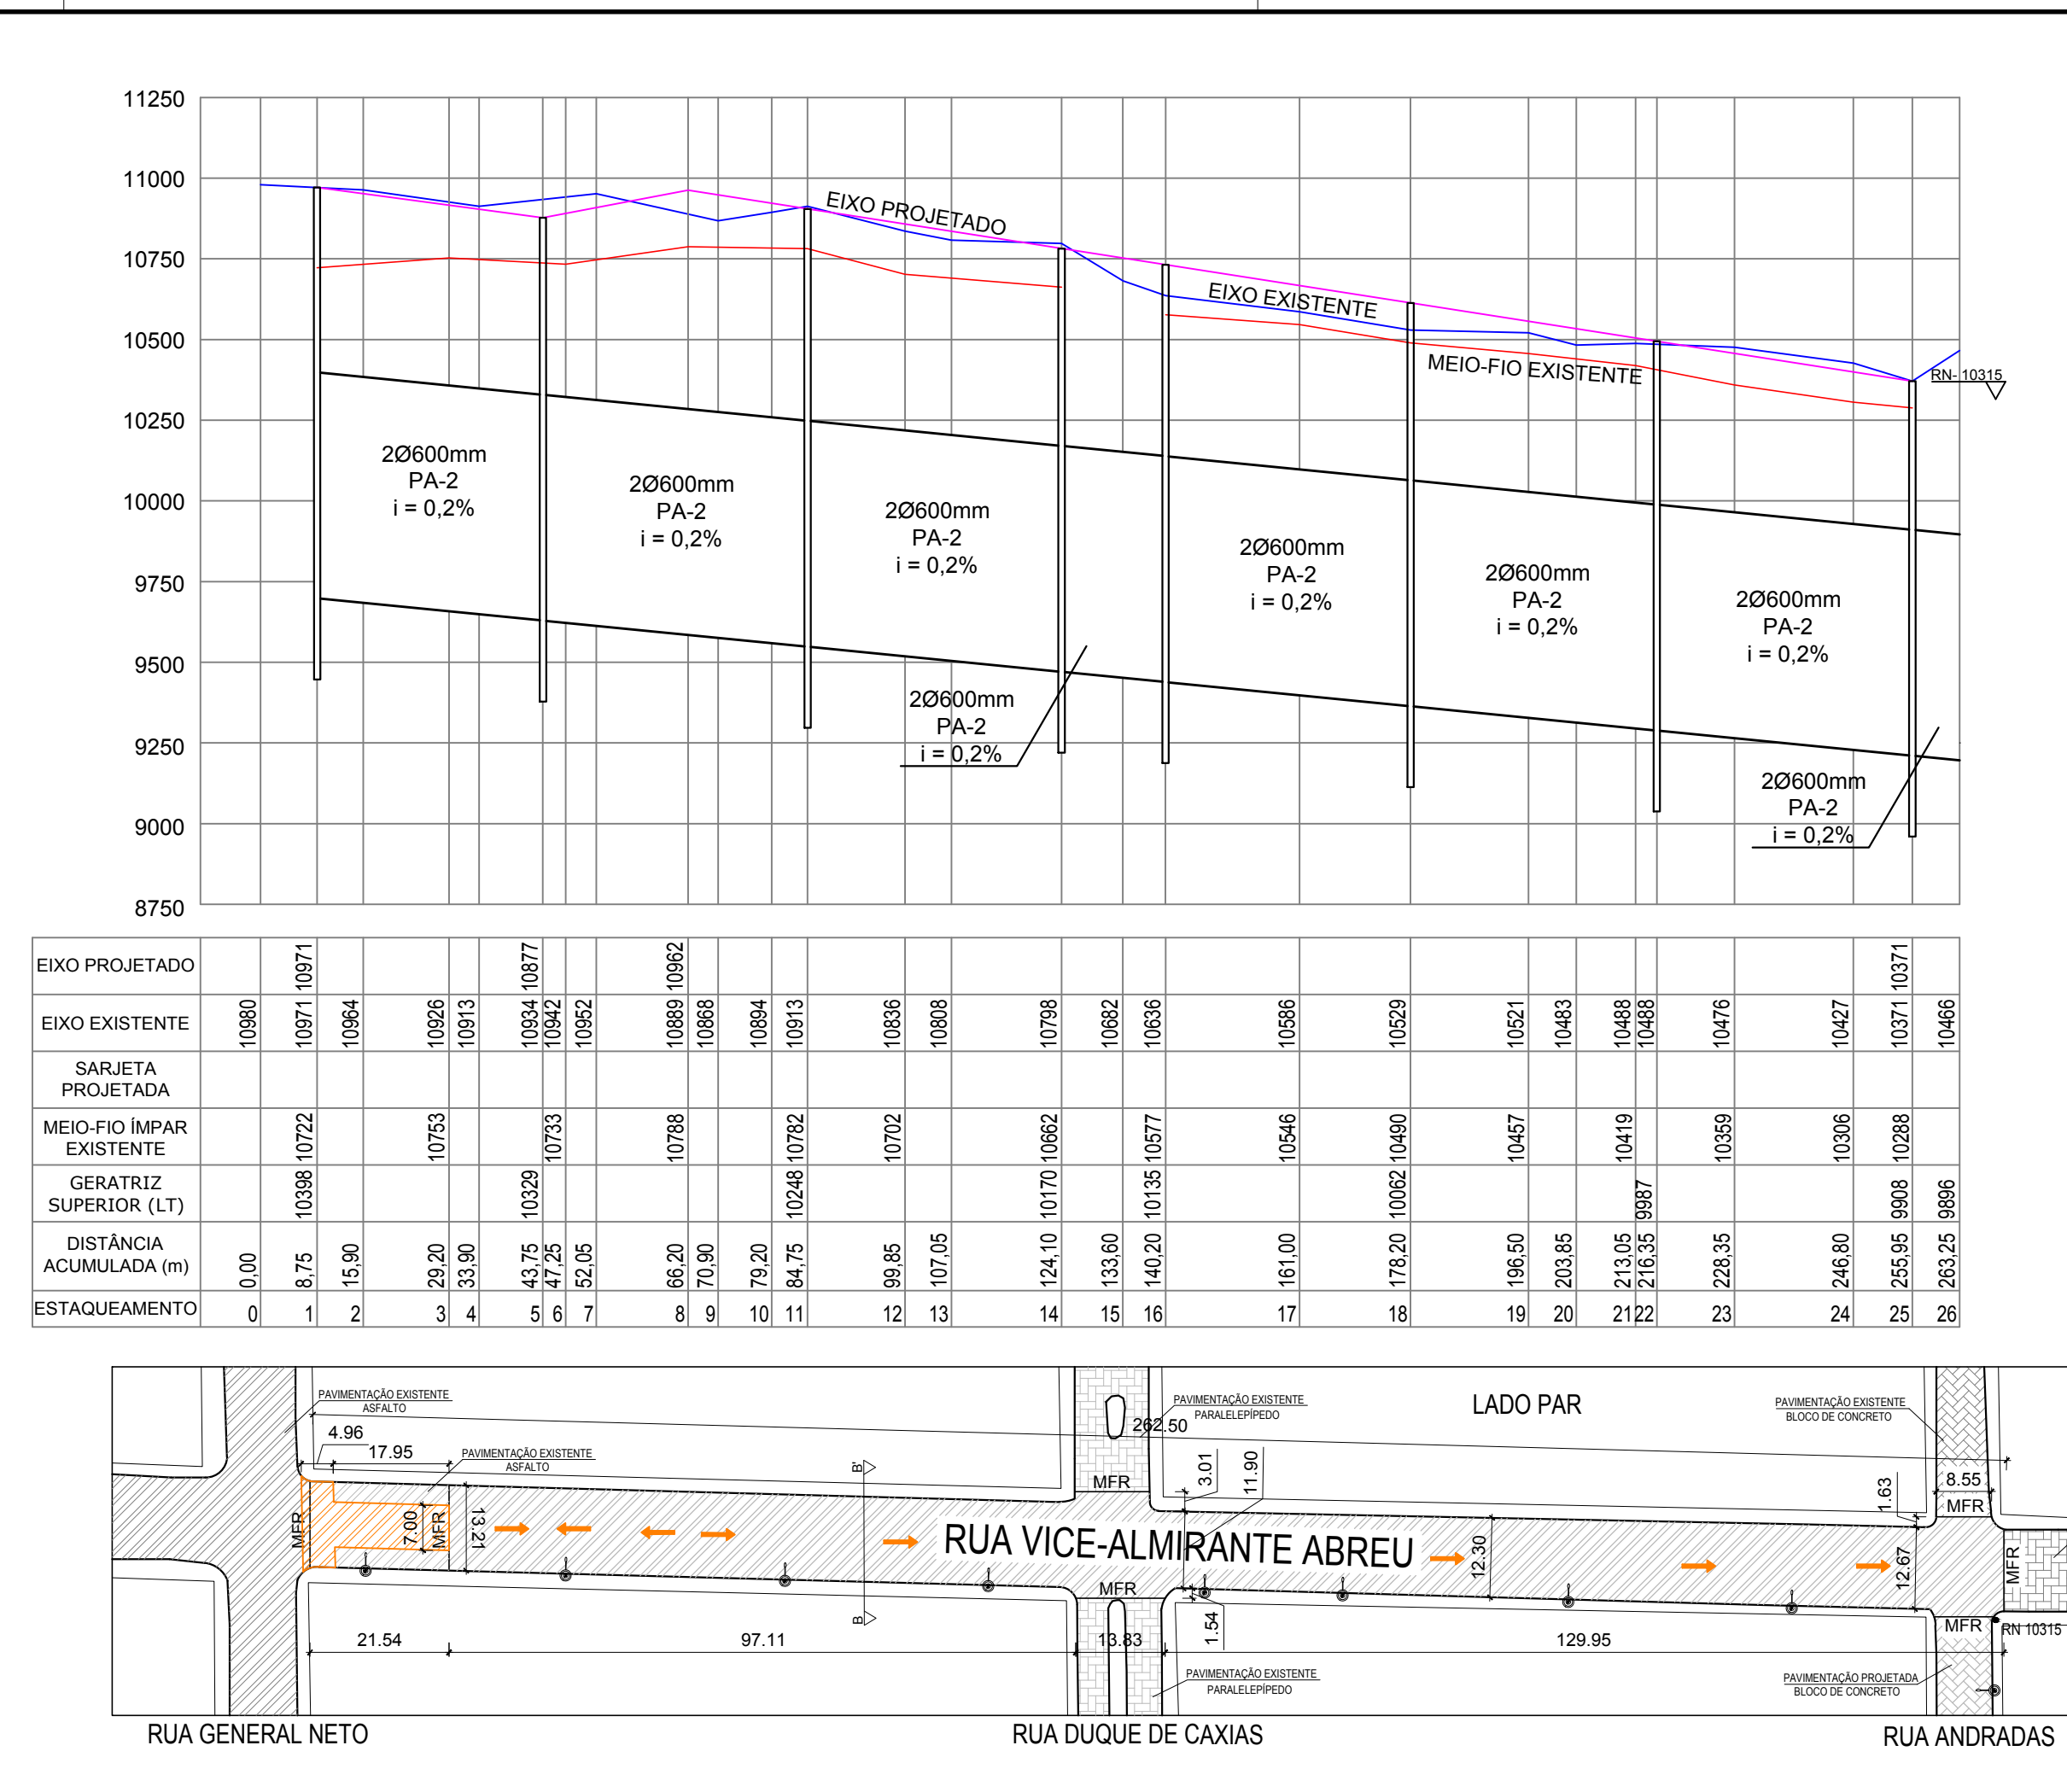 11250
11000
10750
10500
10250
10000
9750
9500
9250
9000
8750
EIXO PROJETADO
EIXO EXISTENTE
MEIO-FIO EXISTENTE
RN- 10315
2Ø600mm
PA-2
i = 0,2%
2Ø600mm
PA-2
i = 0,2%
2Ø600mm
PA-2
i = 0,2%
2Ø600mm
PA-2
i = 0,2%
2Ø600mm
PA-2
i = 0,2%
2Ø600mm
PA-2
i = 0,2%
2Ø600mm
PA-2
i = 0,2%
2Ø600mm
PA-2
i = 0,2%
EIXO PROJETADO 10971 10877 10962 10371
EIXO EXISTENTE 10980 10971 10964 10926 10913 10934 10942 10952 10889 10868 10894 10913 10836 10808 10798 10682 10636 10586 10529 10521 10483 10488 10488 10476 10427 10371 10466
SARJETA
PROJETADA
MEIO-FIO ÍMPAR
EXISTENTE
10722 10753 10733 10788 10782 10702 10662 10577 10546 10490 10457 10419 10359 10306 10288
GERATRIZ
SUPERIOR (LT)
10398 10329 10248 10170 10135 10062 9987 9908 9896
DISTÂNCIA
ACUMULADA (m)
0,00 8,75 15,90 29,20 33,90 43,75 47,25 52,05 66,20 70,90 79,20 84,75 99,85 107,05 124,10 133,60 140,20 161,00 178,20 196,50 203,85 213,05 216,35 228,35 246,80 255,95 263,25
ESTAQUEAMENTO 0 1 2 3 4 5 6 7 8 9 10 11 12 13 14 15 16 17 18 19 20 21 22 23 24 25 26
PAVIMENTAÇÃO EXISTENTE
ASFALTO
4.96
17.95
PAVIMENTAÇÃO EXISTENTE
ASFALTO
B'
PAVIMENTAÇÃO EXISTENTE
PARALELEPÍPEDO
262.50
LADO PAR
PAVIMENTAÇÃO EXISTENTE
BLOCO DE CONCRETO
MFR
3.01
11.90
1.63
8.55
MFR
MFR
7.00
MFR
13.21
RUA VICE-ALMIRANTE ABREU
12.30
12.67
MFR
MFR
B
1.54
MFR
RN 10315
21.54
97.11
13.83
129.95
PAVIMENTAÇÃO EXISTENTE
PARALELEPÍPEDO
PAVIMENTAÇÃO PROJETADA
BLOCO DE CONCRETO
RUA GENERAL NETO
RUA DUQUE DE CAXIAS
RUA ANDRADAS